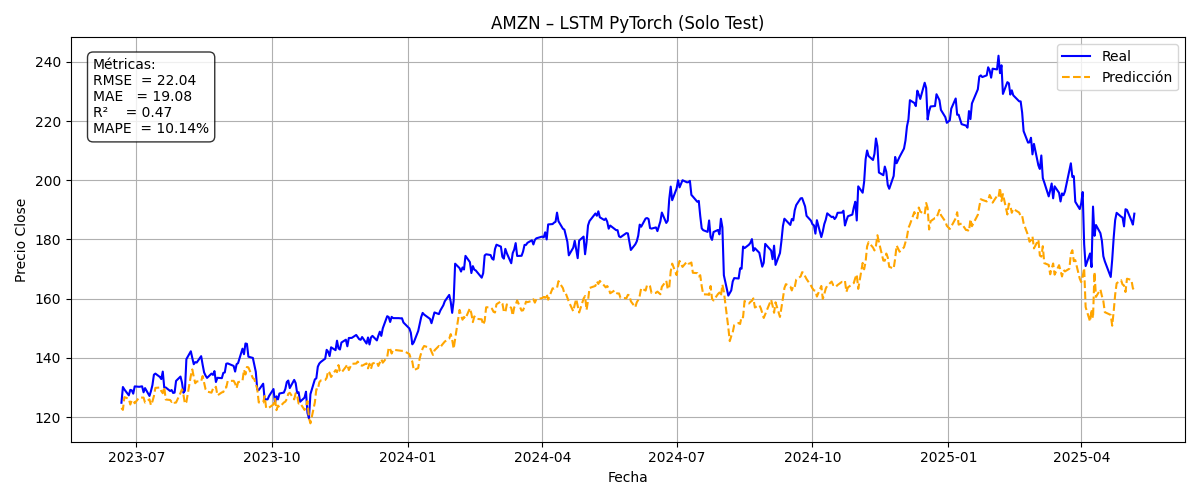 AMZN – LSTM PyTorch (Solo Test)
Métricas:
RMSE = 22.04
MAE = 19.08
R² = 0.47
MAPE = 10.14%
Real
Predicción
Precio Close
240
220
200
180
160
140
120
2023-07
2023-10
2024-01
2024-04
2024-07
2024-10
2025-01
2025-04
Fecha